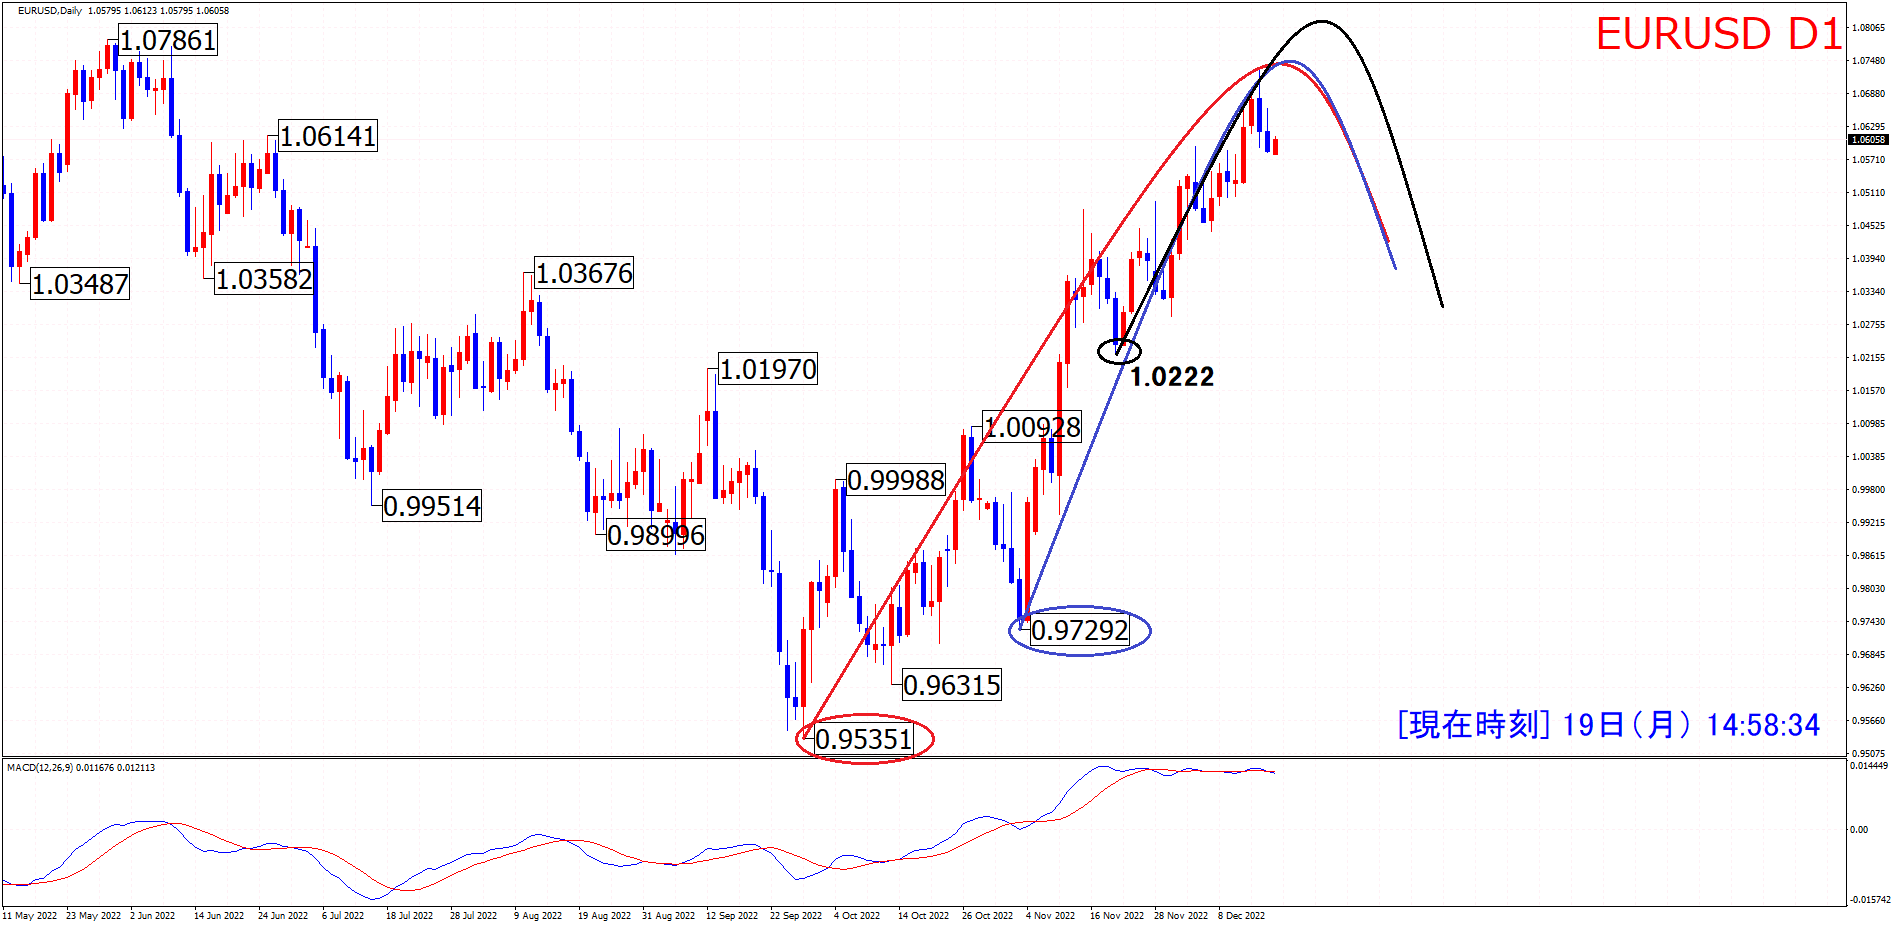 EURUSD,Daily 1.05795 1.06123 1.05795 1.06058
EURUSD D1
1.07861
1.06141
1.03487
1.03582
1.03676
1.01970
0.99514
0.98996
0.99988
1.00928
1.0222
0.97292
0.96315
0.95351
[現在時刻] 19日(月) 14:58:34
1.08065
1.07480
1.06880
1.06295
1.06058
1.05710
1.05110
1.04525
1.03940
1.03340
1.02755
1.02155
1.01570
1.00985
1.00385
0.99800
0.99215
0.98615
0.98030
0.97430
0.96845
0.96260
0.95660
0.95075
MACD(12,26,9) 0.011676 0.012113
0.014449
0.00
-0.015742
11 May 2022
23 May 2022
2 Jun 2022
14 Jun 2022
24 Jun 2022
6 Jul 2022
18 Jul 2022
28 Jul 2022
9 Aug 2022
19 Aug 2022
31 Aug 2022
12 Sep 2022
22 Sep 2022
4 Oct 2022
14 Oct 2022
26 Oct 2022
4 Nov 2022
16 Nov 2022
28 Nov 2022
8 Dec 2022